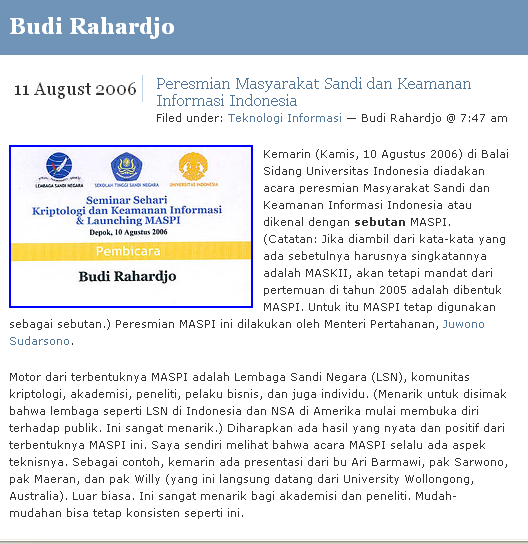 Budi Rahardjo
11 August 2006
Peresmian Masyarakat Sandi dan Keamanan
Informasi Indonesia
Filed under: Teknologi Informasi — Budi Rahardjo @ 7:47 am
LEMBAGA SANDI NEGARA
SEKOLAH TINGGI SANDI NEGARA
UNIVERSITAS INDONESIA
Seminar Sehari
Kriptologi dan Keamanan Informasi
& Launching MASPI
Depok, 10 Agustus 2006
Pembicara
Budi Rahardjo
Kemarin (Kamis, 10 Agustus 2006) di Balai
Sidang Universitas Indonesia diadakan
acara peresmian Masyarakat Sandi dan
Keamanan Informasi Indonesia atau
dikenal dengan sebutan MASPI.
(Catatan: Jika diambil dari kata-kata yang
ada sebetulnya harusnya singkatannya
adalah MASKII, akan tetapi mandat dari
pertemuan di tahun 2005 adalah dibentuk
MASPI. Untuk itu MASPI tetap digunakan
sebagai sebutan.) Peresmian MASPI ini dilakukan oleh Menteri Pertahanan, Juwono
Sudarsono.
Motor dari terbentuknya MASPI adalah Lembaga Sandi Negara (LSN), komunitas
kriptologi, akademisi, peneliti, pelaku bisnis, dan juga individu. (Menarik untuk disimak
bahwa lembaga seperti LSN di Indonesia dan NSA di Amerika mulai membuka diri
terhadap publik. Ini sangat menarik.) Diharapkan ada hasil yang nyata dan positif dari
terbentuknya MASPI ini. Saya sendiri melihat bahwa acara MASPI selalu ada aspek
teknisnya. Sebagai contoh, kemarin ada presentasi dari bu Ari Barmawi, pak Sarwono,
pak Maeran, dan pak Willy (yang ini langsung datang dari University Wollongong,
Australia). Luar biasa. Ini sangat menarik bagi akademisi dan peneliti. Mudah-
mudahan bisa tetap konsisten seperti ini.